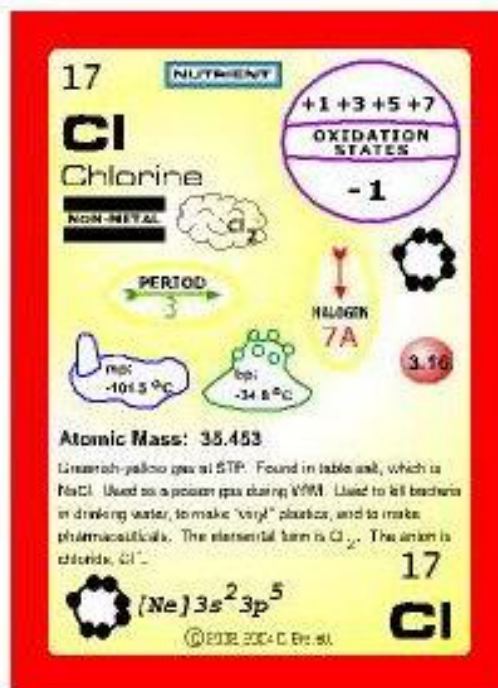 17
NUTRIENT
Cl
Chlorine
+1 +3 +5 +7
OXIDATION
STATES
-1
NON-METAL
Cl2
PERIOD
3
HALOGEN
7A
mp:
-101.5 °C
bp:
-34.6 °C
3.16
Atomic Mass: 35.453
Greenish-yellow gas at STP. Found in table salt, which is
NaCl. Used as a poison gas during WWI. Used to kill bacteria
in drinking water, to make "vinyl" plastics, and to make
pharmaceuticals. The elemental form is Cl2. The anion is
chloride, Cl-.
17
[Ne]3s2 3p5
Cl